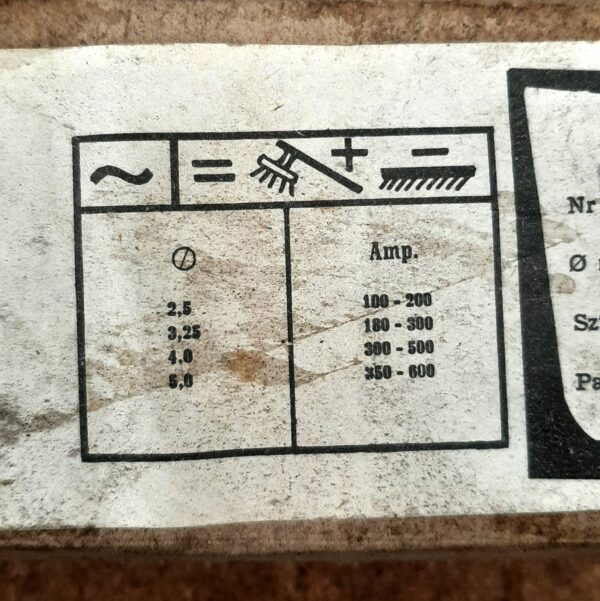 ~ = + -
⌀ Amp.
2,5 100 - 200
3,25 180 - 300
4,0 300 - 500
5,0 350 - 600
Nr
Ø
Sz
Pa